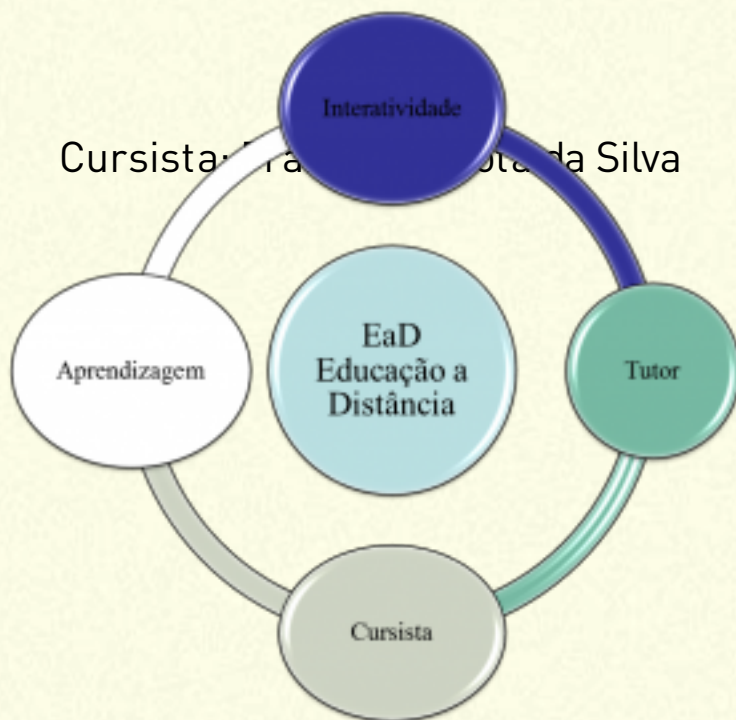 Interatividade
Cursista: da Silva
EaD
Educação a
Distância
Aprendizagem
Tutor
Cursista